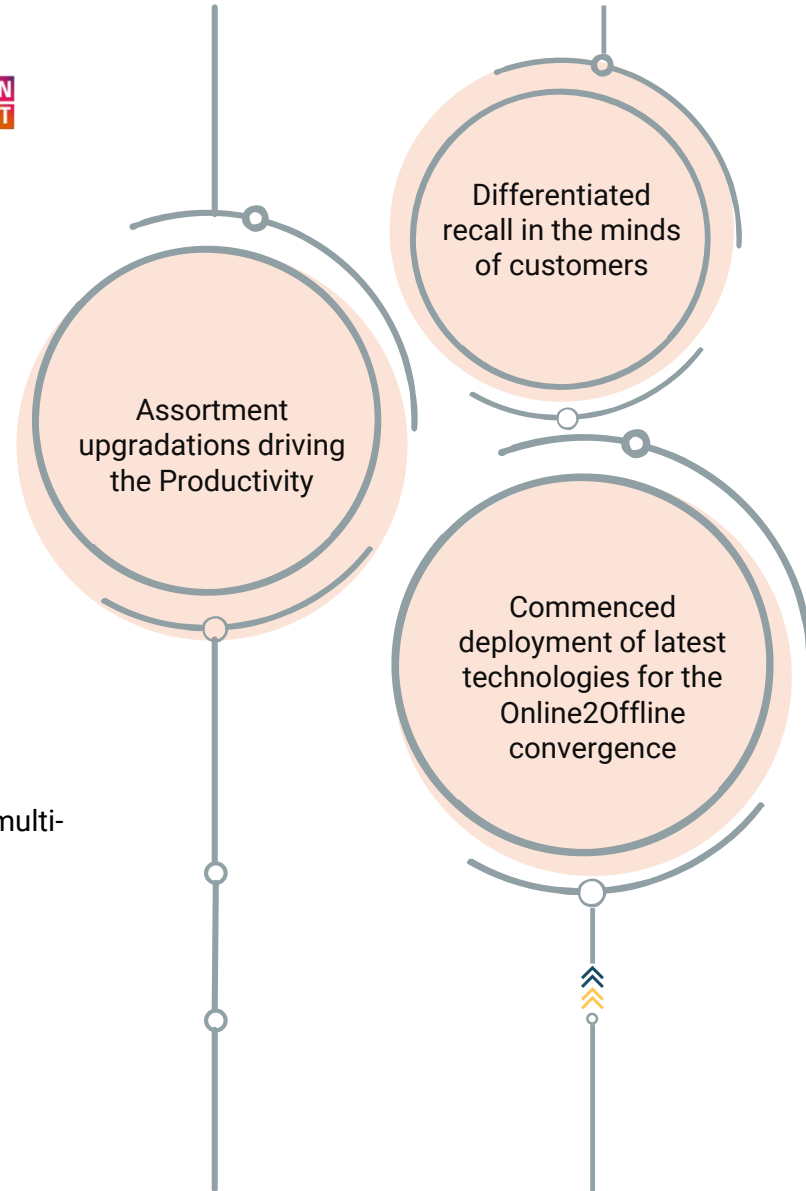 N
T
Differentiated
recall in the minds
of customers
Assortment
upgradations driving
the Productivity
Commenced
deployment of latest
technologies for the
Online2Offline
convergence
multi-